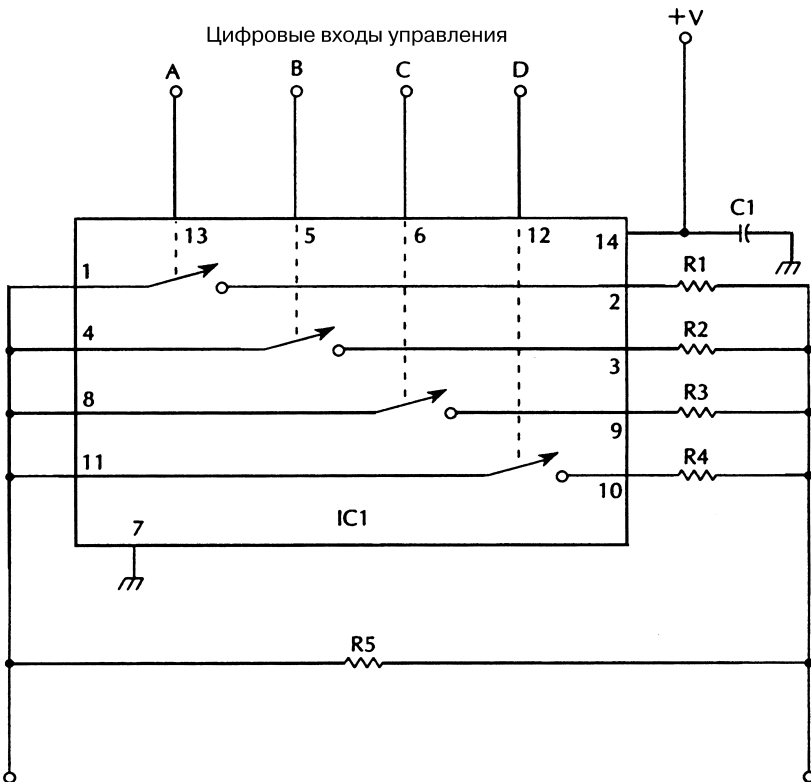 +V
Цифровые входы управления
A B C D
C1
13 5 6 12 14
1 2 R1
4 3 R2
8 9 R3
11 10 R4
7 IC1
R5